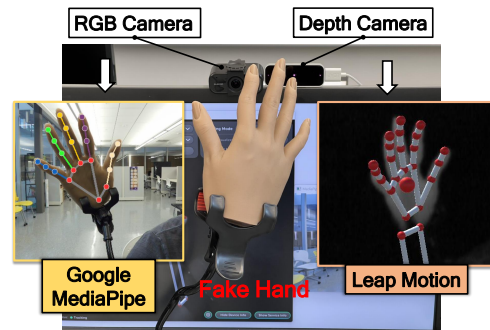 RGB Camera
Depth Camera
Google
MediaPipe
Fake Hand
Leap Motion